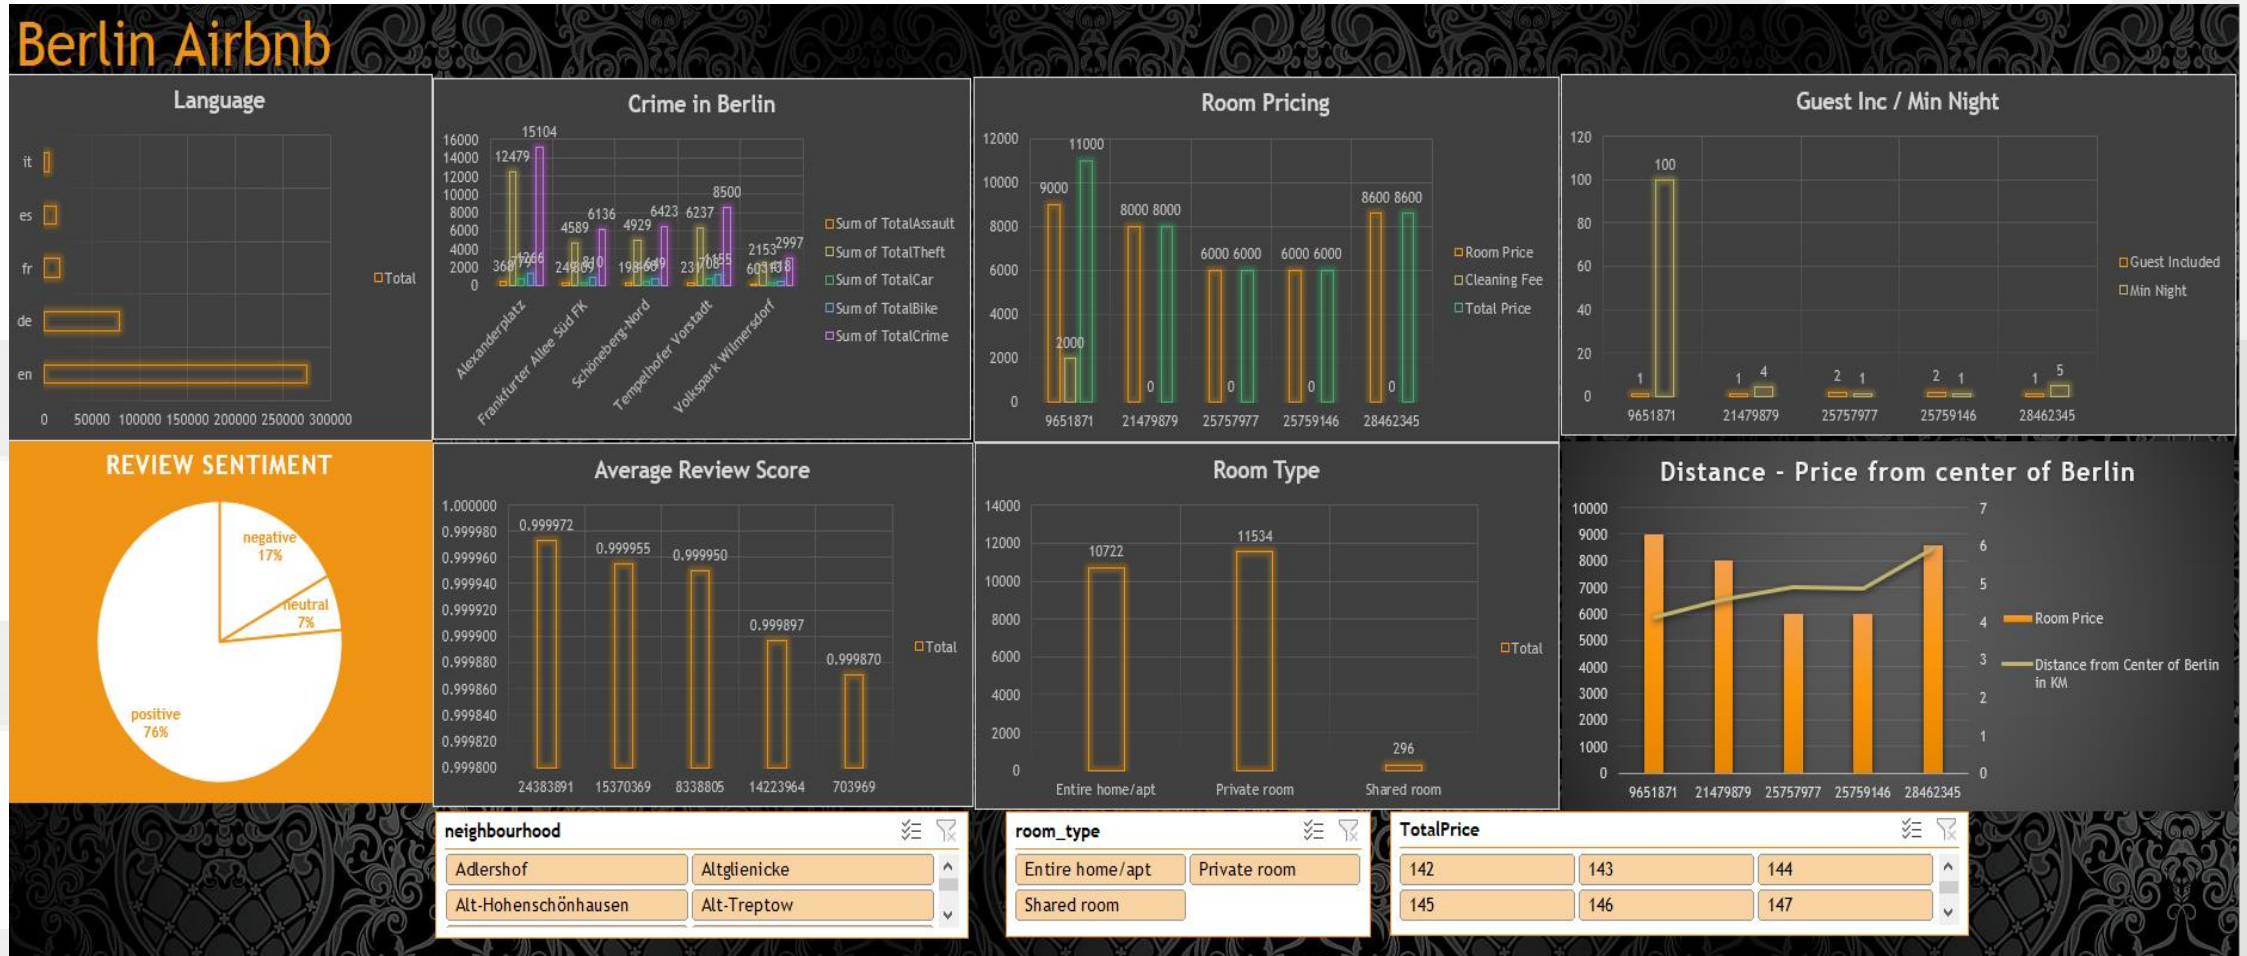 Berlin Airbnb
Language
it
es
fr
de
en
0 50000 100000 150000 200000 250000 300000
Total
Crime in Berlin
16000
14000
12000
10000
8000
6000
4000
2000
0
15104
12479
8500
6136
6423
6237
4589
4929
2153
2997
368
1266
810
649
1155
Alexanderplatz
Frankfurter Allee Süd FK
Schöneberg-Nord
Tempelhofer Vorstadt
Volkspark Wilmersdorf
Sum of TotalAssault
Sum of TotalTheft
Sum of TotalCar
Sum of TotalBike
Sum of TotalCrime
Room Pricing
12000
10000
8000
6000
4000
2000
0
9000
2000
11000
8000 8000
0
6000 6000
0
6000 6000
0
8600 8600
0
9651871 21479879 25757977 25759146 28462345
Room Price
Cleaning Fee
Total Price
Guest Inc / Min Night
120
100
80
60
40
20
0
1
100
1 4
2 1
2 1
1 5
9651871 21479879 25757977 25759146 28462345
Guest Included
Min Night
REVIEW SENTIMENT
negative
17%
neutral
7%
positive
76%
Average Review Score
1.000000
0.999980
0.999960
0.999940
0.999920
0.999900
0.999880
0.999860
0.999840
0.999820
0.999800
0.999972
0.999955
0.999950
0.999897
0.999870
24383891 15370369 8338805 14223964 703969
Total
Room Type
14000
12000
10000
8000
6000
4000
2000
0
10722
11534
296
Entire home/apt Private room Shared room
Total
Distance - Price from center of Berlin
10000
9000
8000
7000
6000
5000
4000
3000
2000
1000
0
7
6
5
4
3
2
1
0
9651871 21479879 25757977 25759146 28462345
Room Price
Distance from Center of Berlin
in KM
neighbourhood
Adlershof Altglienicke
Alt-Hohenschönhausen Alt-Treptow
room_type
Entire home/apt Private room
Shared room
TotalPrice
142 143 144
145 146 147